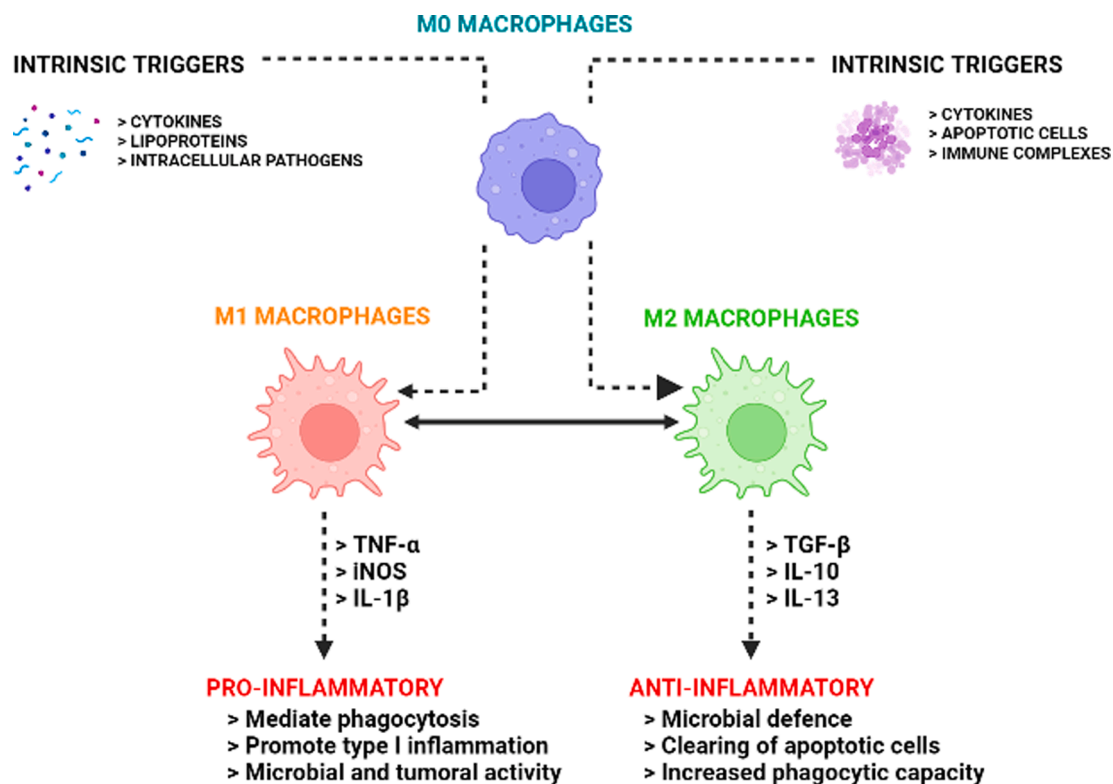 M0 MACROPHAGES
INTRINSIC TRIGGERS
> CYTOKINES
> LIPOPROTEINS
> INTRACELLULAR PATHOGENS
INTRINSIC TRIGGERS
> CYTOKINES
> APOPTOTIC CELLS
> IMMUNE COMPLEXES
M1 MACROPHAGES
M2 MACROPHAGES
> TNF-α
> iNOS
> IL-1β
> TGF-β
> IL-10
> IL-13
PRO-INFLAMMATORY
> Mediate phagocytosis
> Promote type I inflammation
> Microbial and tumoral activity
ANTI-INFLAMMATORY
> Microbial defence
> Clearing of apoptotic cells
> Increased phagocytic capacity